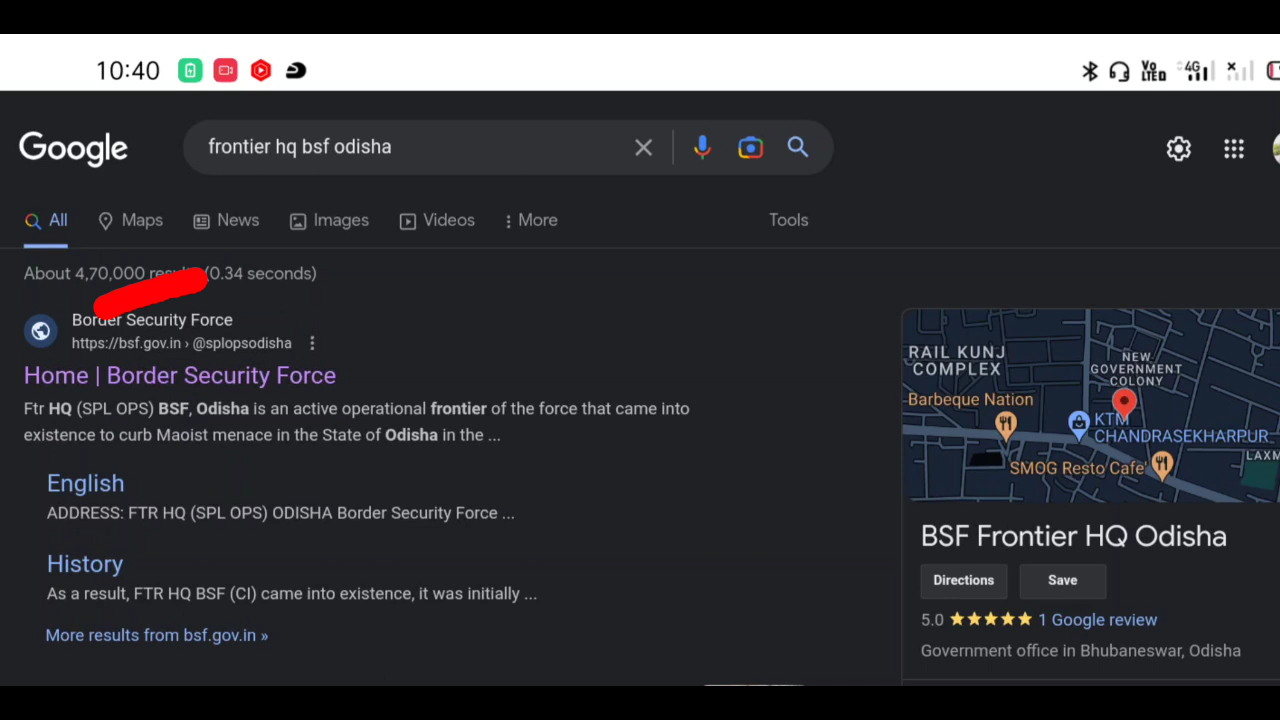 10:40
Vo LTED 4G
Google
frontier hq bsf odisha
All Maps News Images Videos More Tools
About 4,70,000 (0.34 seconds)
Border Security Force
https://bsf.gov.in › @splopsodisha
Home | Border Security Force
Ftr HQ (SPL OPS) BSF, Odisha is an active operational frontier of the force that came into
existence to curb Maoist menace in the State of Odisha in the ...
English
ADDRESS: FTR HQ (SPL OPS) ODISHA Border Security Force ...
History
As a result, FTR HQ BSF (CI) came into existence, it was initially ...
More results from bsf.gov.in »
RAIL KUNJ
COMPLEX
NEW
GOVERNMENT
COLONY
Barbeque Nation
KTM
CHANDRASEKHARPUR
SMOG Resto Cafe'
LAXM
BSF Frontier HQ Odisha
Directions Save
5.0 1 Google review
Government office in Bhubaneswar, Odisha